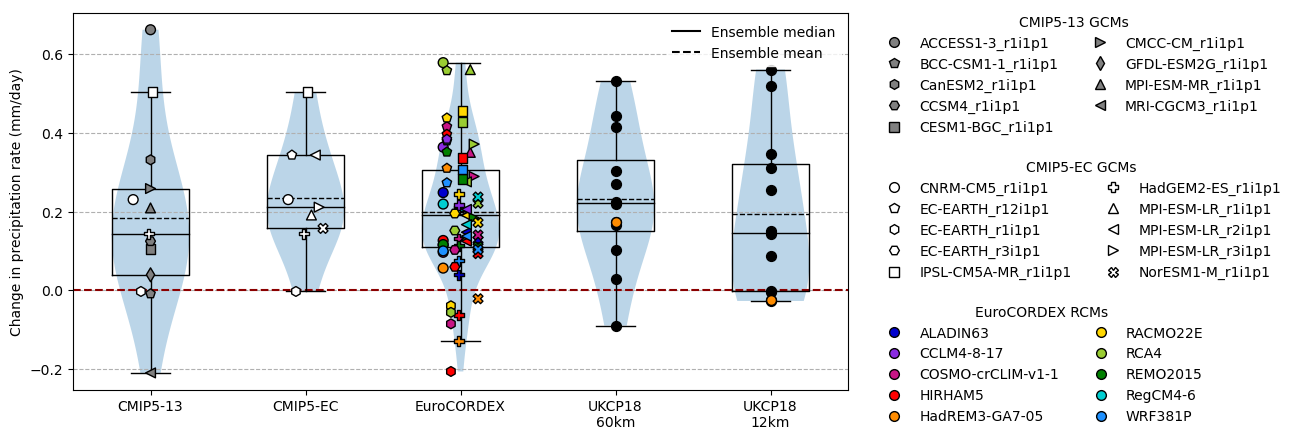 Change in precipitation rate (mm/day)
0.6
0.4
0.2
0.0
−0.2
CMIP5-13
CMIP5-EC
EuroCORDEX
UKCP18
60km
UKCP18
12km
Ensemble median
Ensemble mean
CMIP5-13 GCMs
ACCESS1-3_r1i1p1
BCC-CSM1-1_r1i1p1
CanESM2_r1i1p1
CCSM4_r1i1p1
CESM1-BGC_r1i1p1
CMCC-CM_r1i1p1
GFDL-ESM2G_r1i1p1
MPI-ESM-MR_r1i1p1
MRI-CGCM3_r1i1p1
CMIP5-EC GCMs
CNRM-CM5_r1i1p1
EC-EARTH_r12i1p1
EC-EARTH_r1i1p1
EC-EARTH_r3i1p1
IPSL-CM5A-MR_r1i1p1
HadGEM2-ES_r1i1p1
MPI-ESM-LR_r1i1p1
MPI-ESM-LR_r2i1p1
MPI-ESM-LR_r3i1p1
NorESM1-M_r1i1p1
EuroCORDEX RCMs
ALADIN63
CCLM4-8-17
COSMO-crCLIM-v1-1
HIRHAM5
HadREM3-GA7-05
RACMO22E
RCA4
REMO2015
RegCM4-6
WRF381P